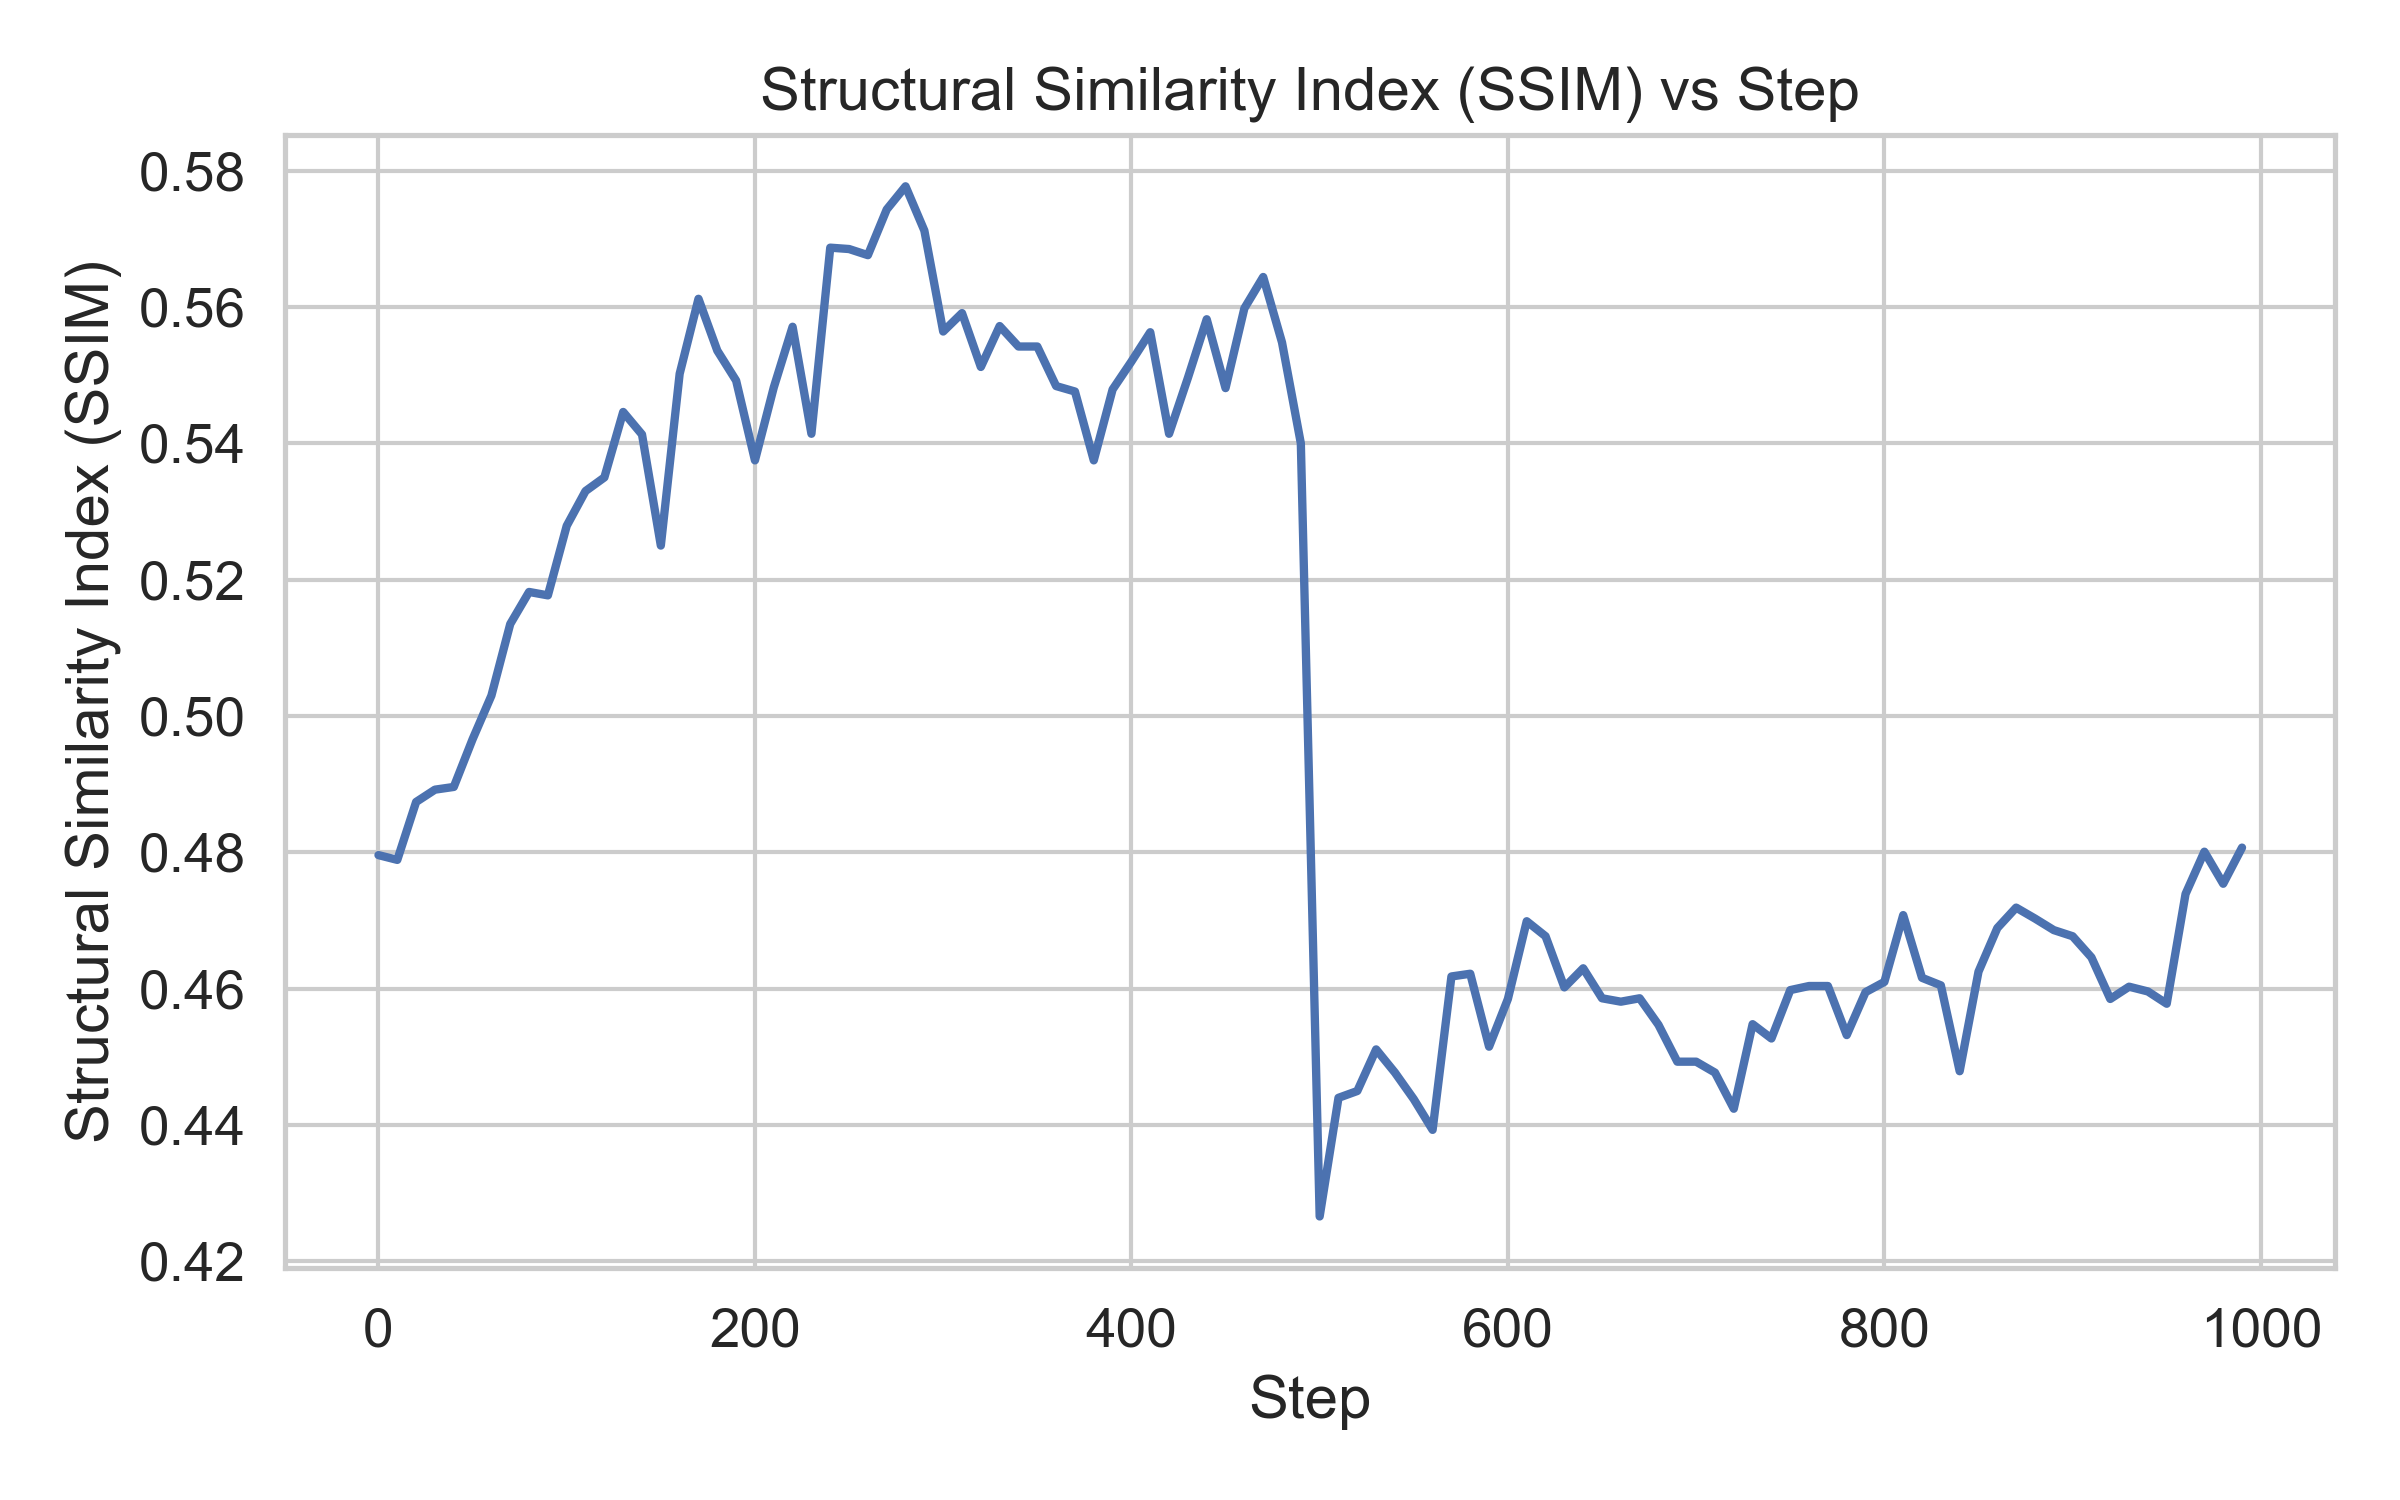 Structural Similarity Index (SSIM) vs Step
Structural Similarity Index (SSIM)
0.58
0.56
0.54
0.52
0.50
0.48
0.46
0.44
0.42
0 200 400 600 800 1000
Step